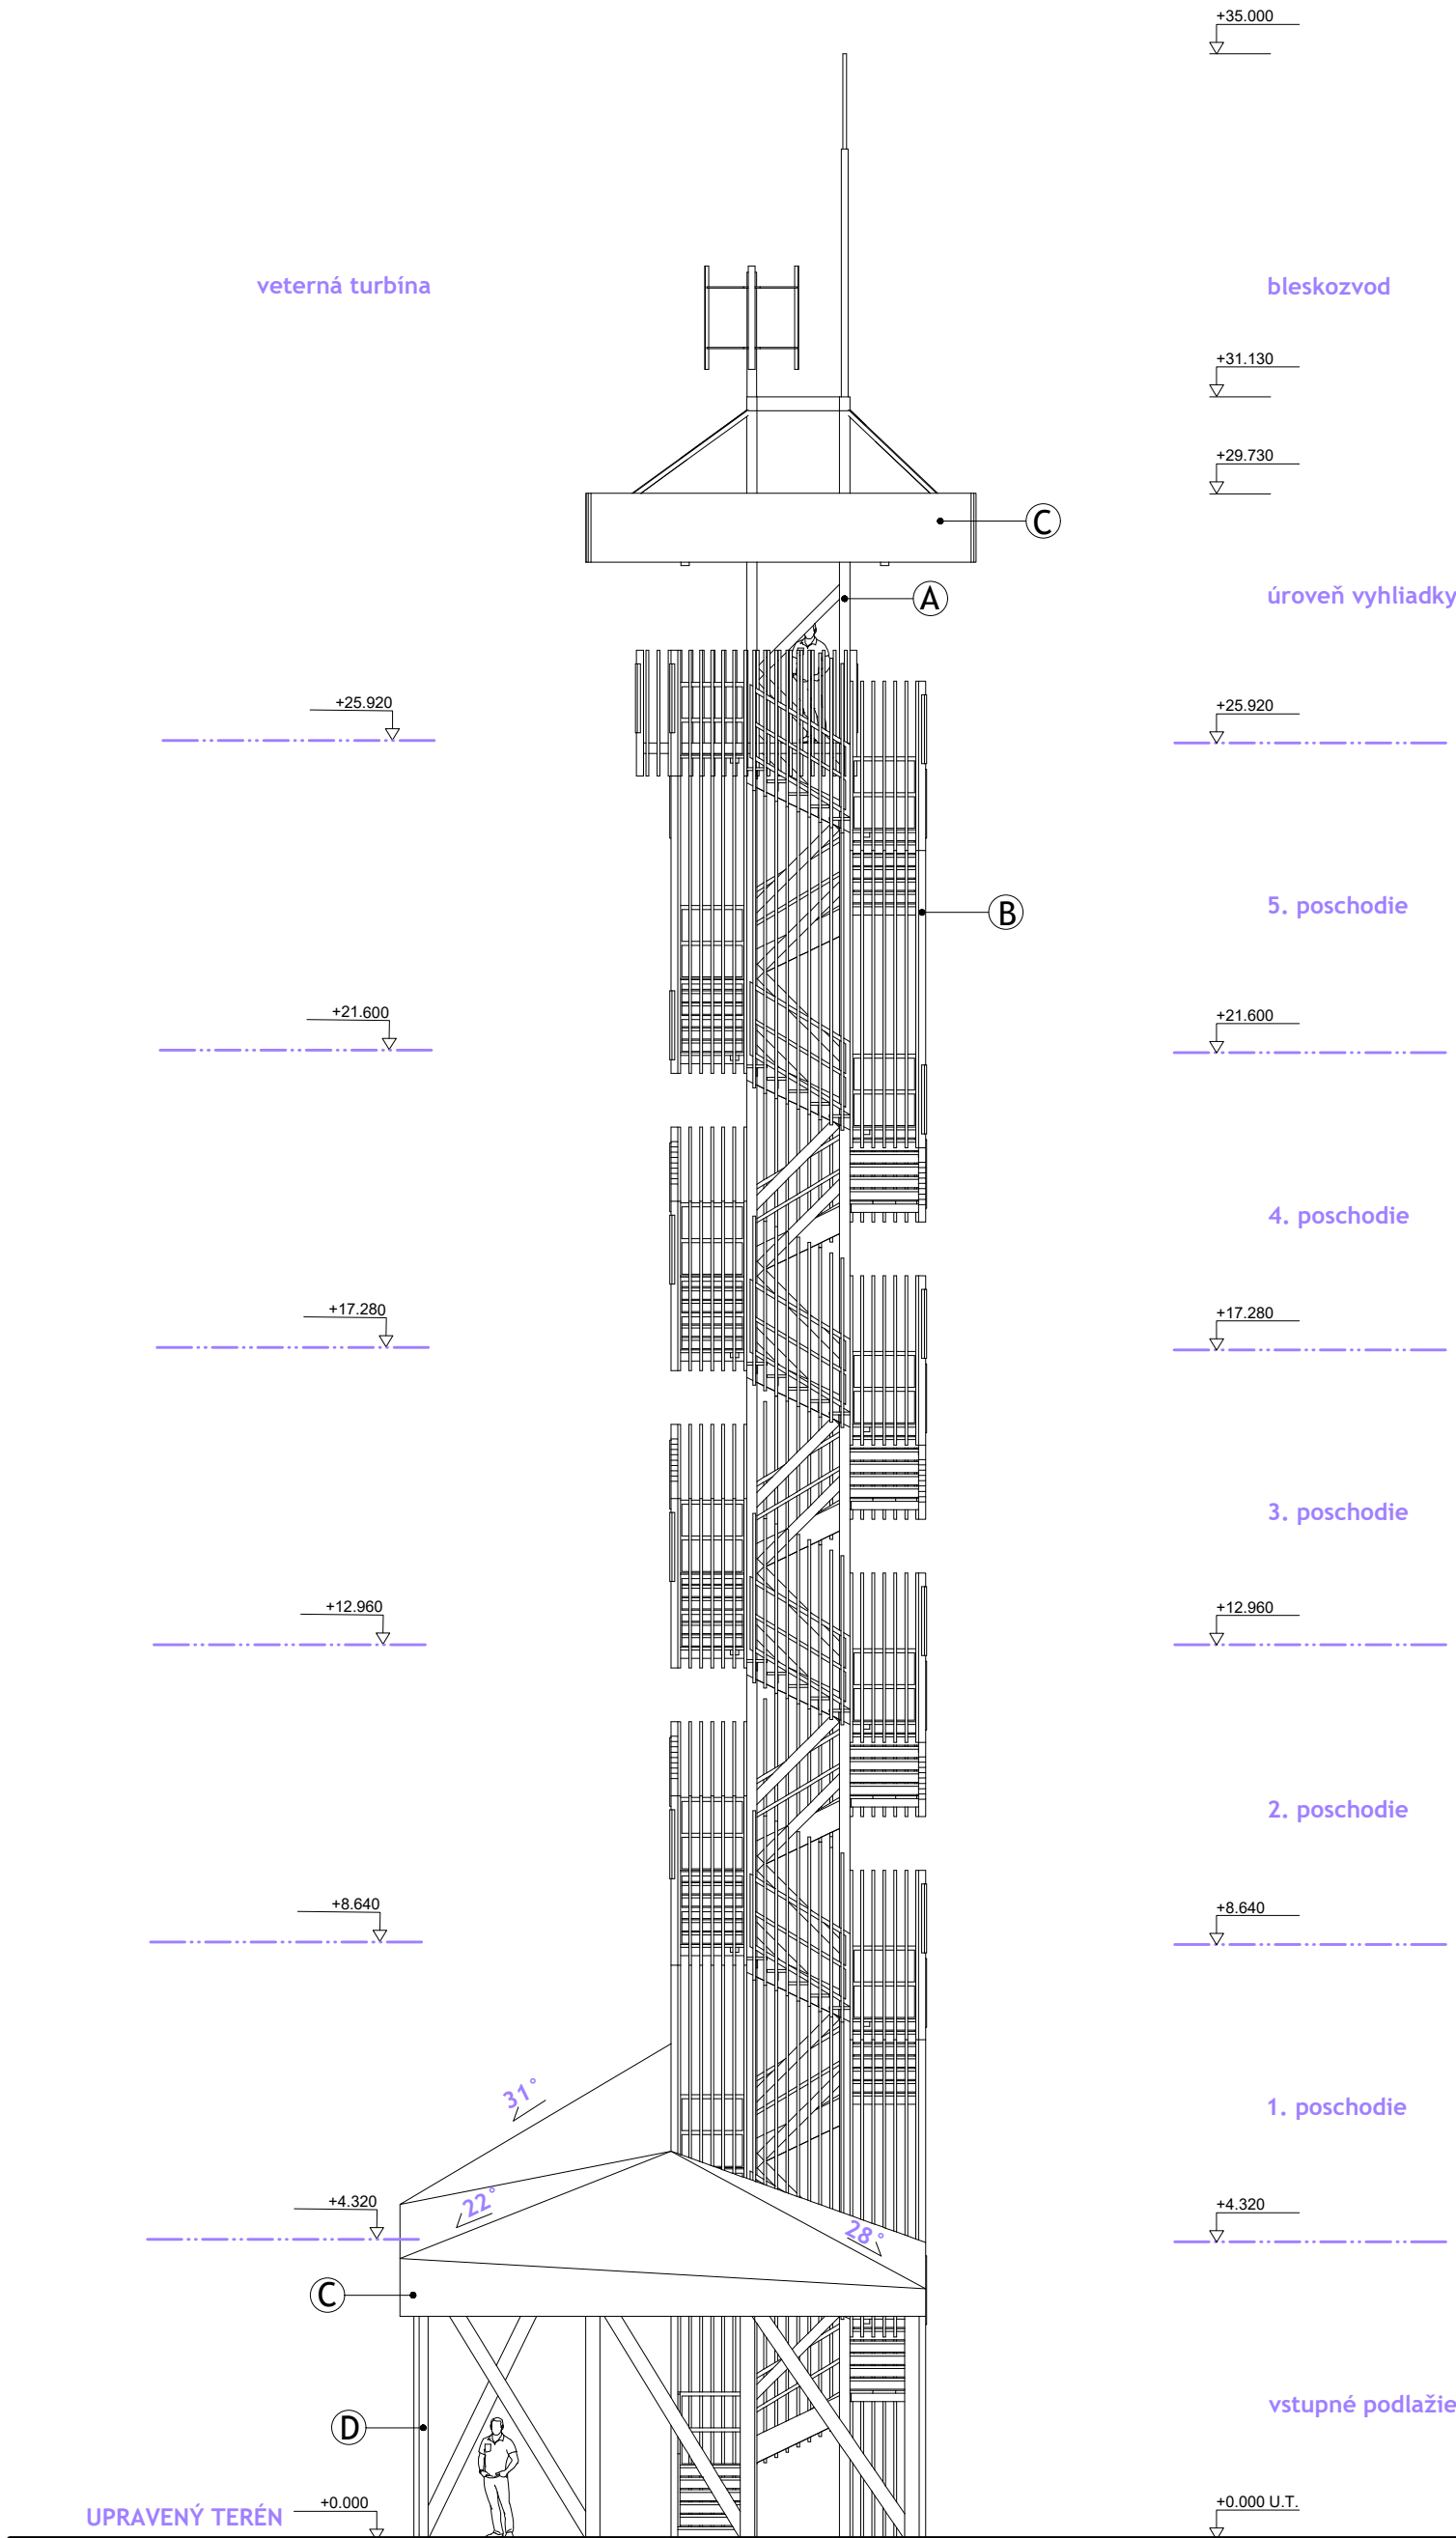 +35.000
veterná turbína
bleskozvod
+31.130
+29.730
C
A
úroveň vyhliadky
+25.920
+25.920
5. poschodie
B
+21.600
+21.600
4. poschodie
+17.280
+17.280
3. poschodie
+12.960
+12.960
2. poschodie
+8.640
+8.640
31°
1. poschodie
22°
+4.320
+4.320
28°
C
vstupné podlažie
D
UPRAVENÝ TERÉN
+0.000
+0.000 U.T.